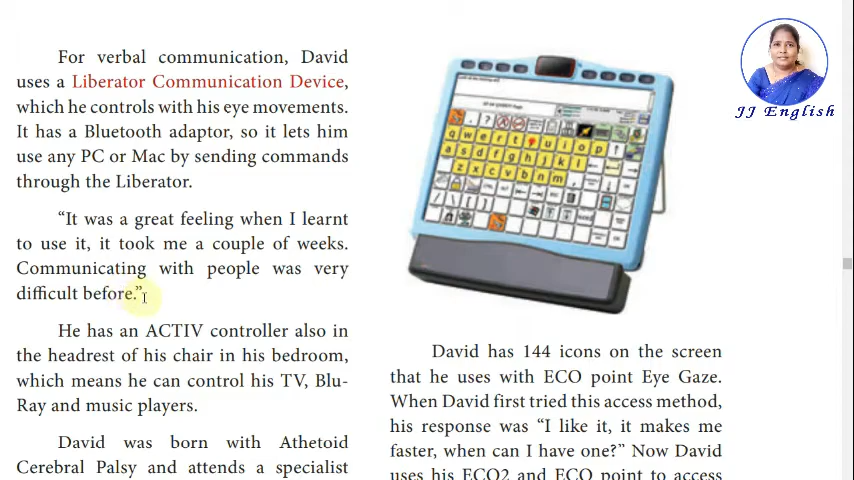 For verbal communication, David
uses a Liberator Communication Device,
which he controls with his eye movements.
It has a Bluetooth adaptor, so it lets him
use any PC or Mac by sending commands
through the Liberator.
“It was a great feeling when I learnt
to use it, it took me a couple of weeks.
Communicating with people was very
difficult before.”
He has an ACTIV controller also in
the headrest of his chair in his bedroom,
which means he can control his TV, Blu-
Ray and music players.
David was born with Athetoid
Cerebral Palsy and attends a specialist
JJ English
q w e r t u i o p
a s d f g h j k l
c v b n m
David has 144 icons on the screen
that he uses with ECO point Eye Gaze.
When David first tried this access method,
his response was “I like it, it makes me
faster, when can I have one?” Now David
uses his ECO2 and ECO point to access